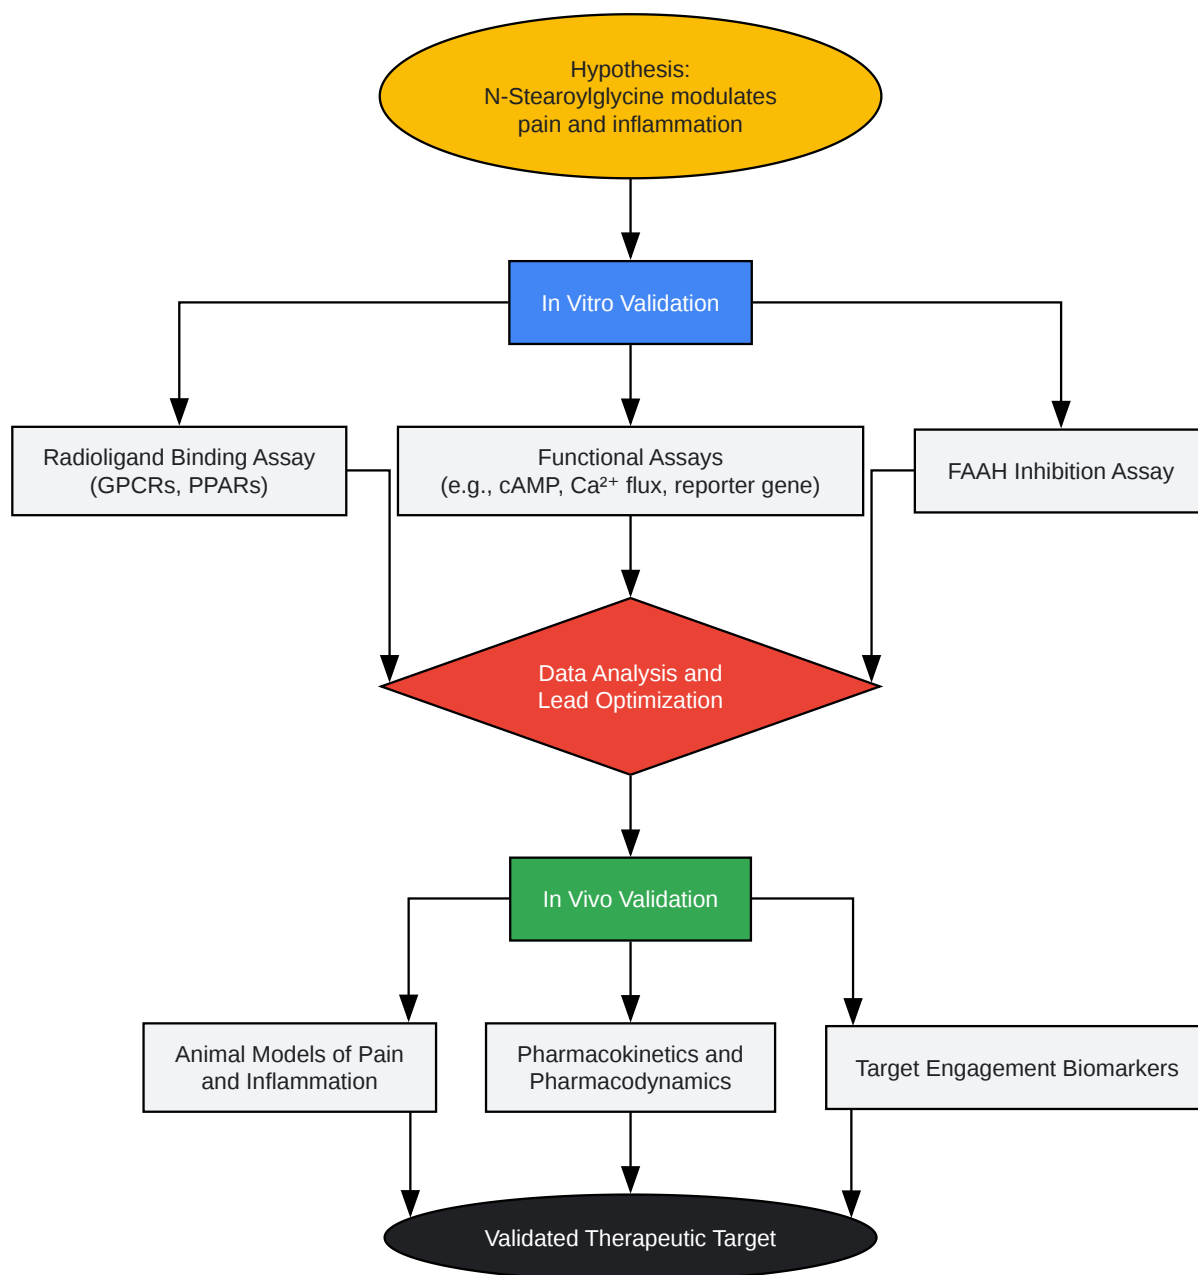 Hypothesis:
N-Stearoylglycine modulates
pain and inflammation
In Vitro Validation
Radioligand Binding Assay
(GPCRs, PPARs)
Functional Assays
(e.g., cAMP, Ca²⁺ flux, reporter gene)
FAAH Inhibition Assay
Data Analysis and
Lead Optimization
In Vivo Validation
Animal Models of Pain
and Inflammation
Pharmacokinetics and
Pharmacodynamics
Target Engagement Biomarkers
Validated Therapeutic Target